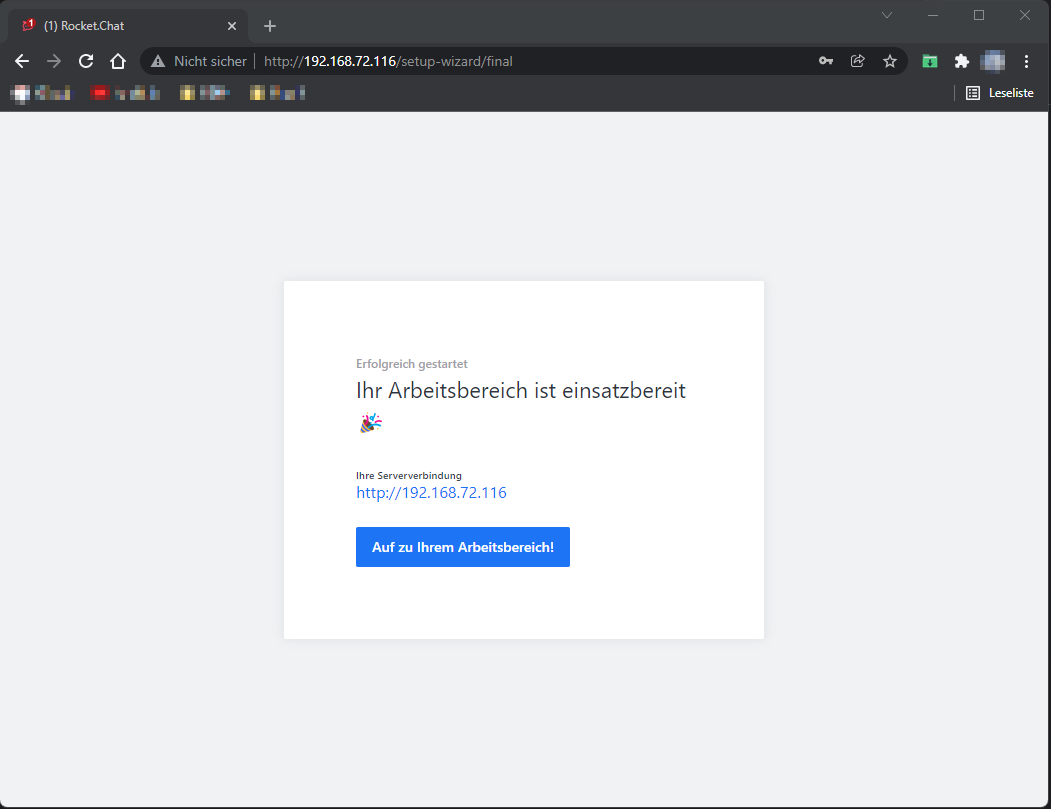 (1) Rocket.Chat
Nicht sicher http://192.168.72.116/setup-wizard/final
Leseliste
Erfolgreich gestartet
Ihr Arbeitsbereich ist einsatzbereit
🎉
Ihre Serververbindung
http://192.168.72.116
Auf zu Ihrem Arbeitsbereich!